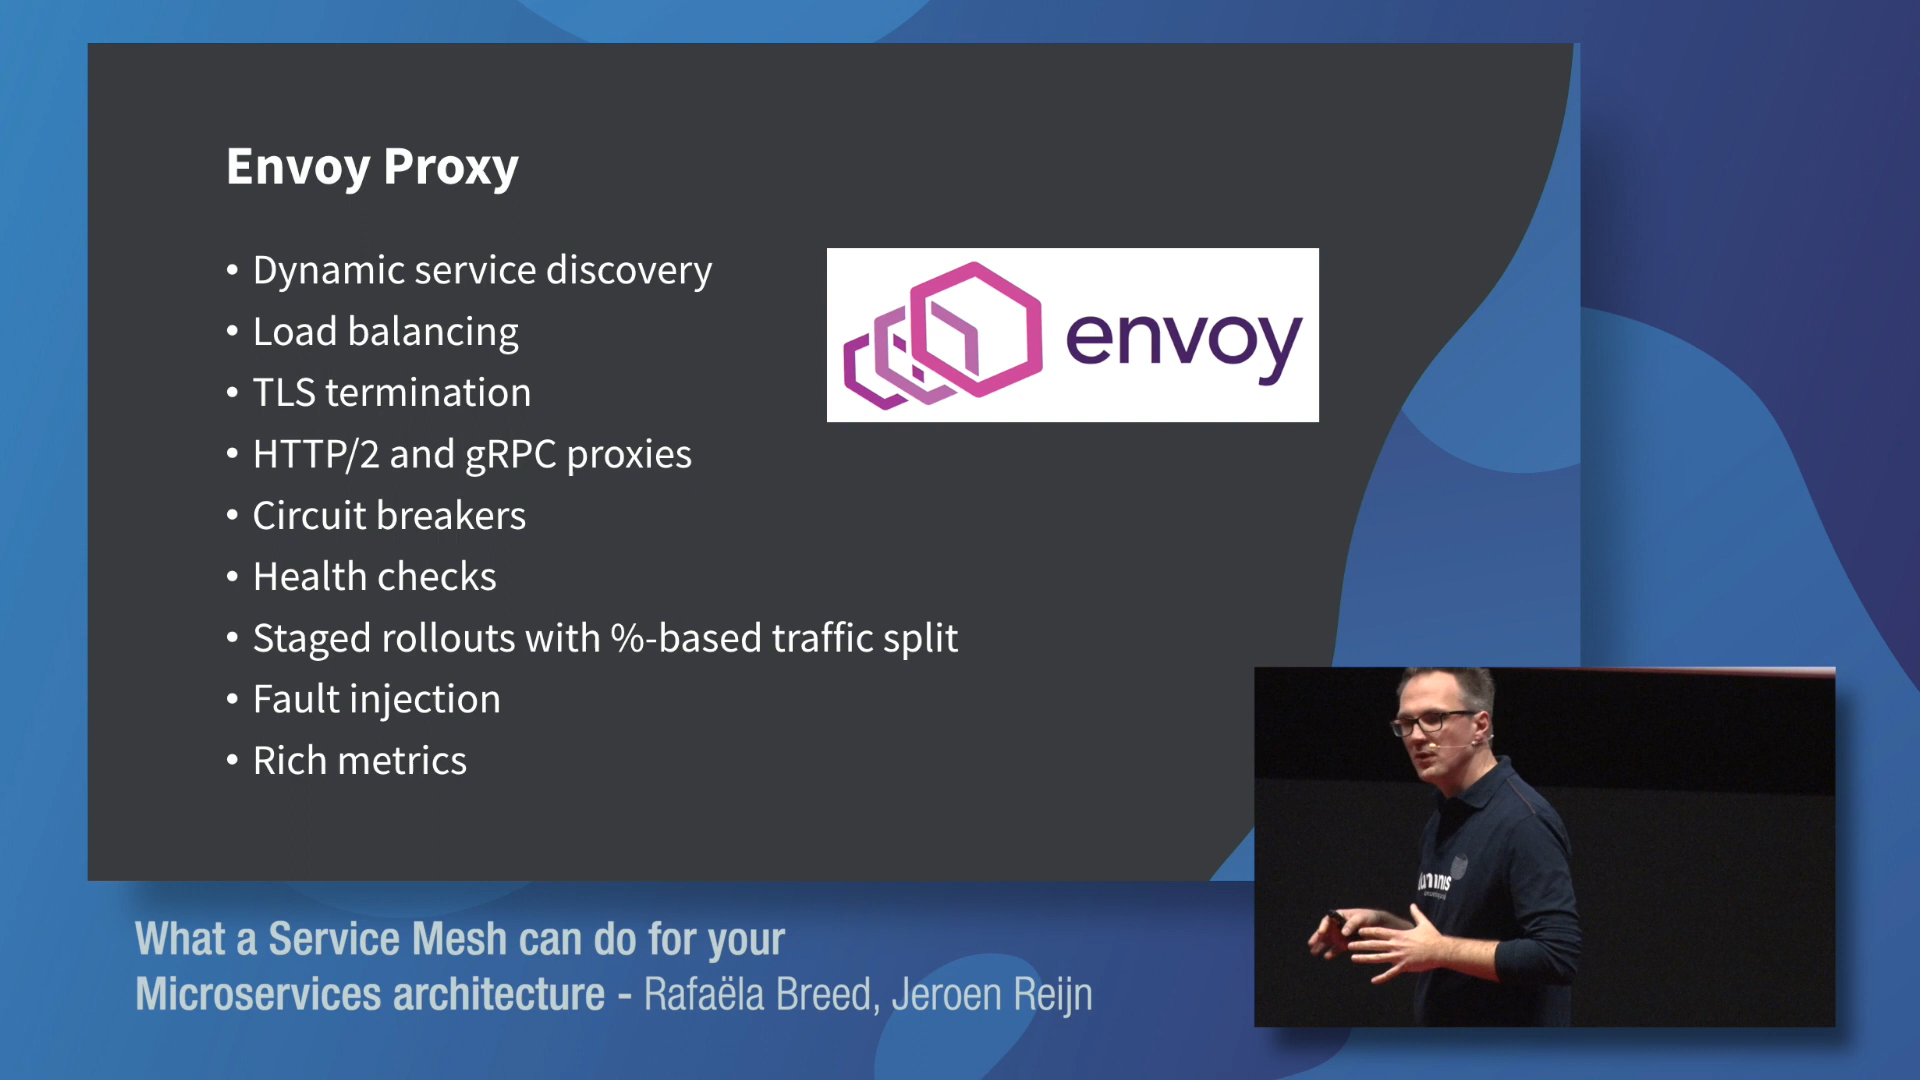 Envoy Proxy
• Dynamic service discovery
• Load balancing
• TLS termination
• HTTP/2 and gRPC proxies
• Circuit breakers
• Health checks
• Staged rollouts with %-based traffic split
• Fault injection
• Rich metrics
envoy
What a Service Mesh can do for your
Microservices architecture - Rafaëla Breed, Jeroen Reijn